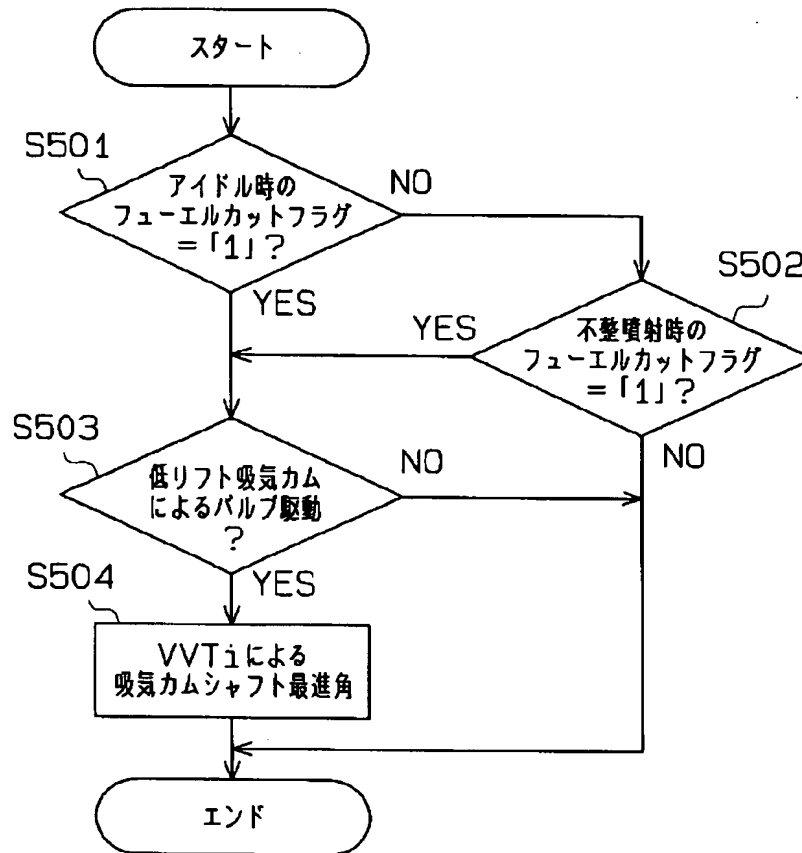 スタート
S501
アイドル時の
フューエルカットフラグ
=「1」?
NO
YES
S502
不整噴射時の
フューエルカットフラグ
=「1」?
YES
NO
S503
低リフト吸気カム
によるバルブ駆動
?
NO
YES
S504
VVTiによる
吸気カムシャフト最進角
エンド